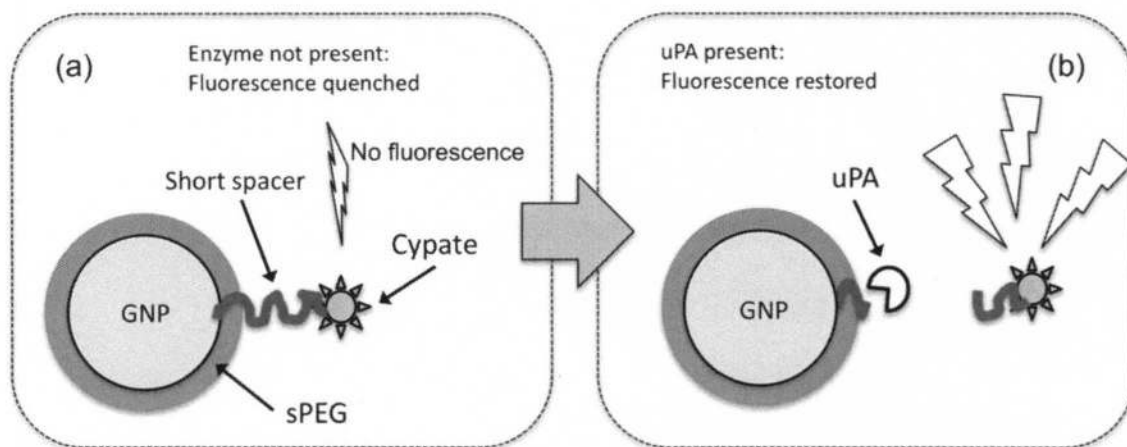 (a)
Enzyme not present:
Fluorescence quenched
No fluorescence
Short spacer
Cypate
GNP
sPEG
uPA present:
Fluorescence restored
(b)
uPA
GNP